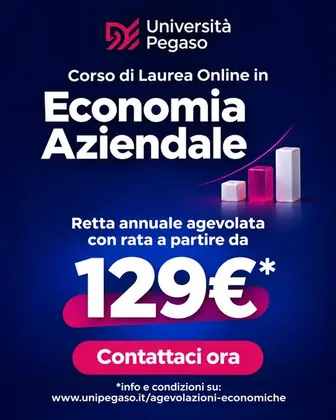 Università
Pegaso
Corso di Laurea Online in
Economia
Aziendale
Retta annuale agevolata
con rata a partire da
129€*
Contattaci ora
*info e condizioni su:
www.unipegaso.it/agevolazioni-economiche